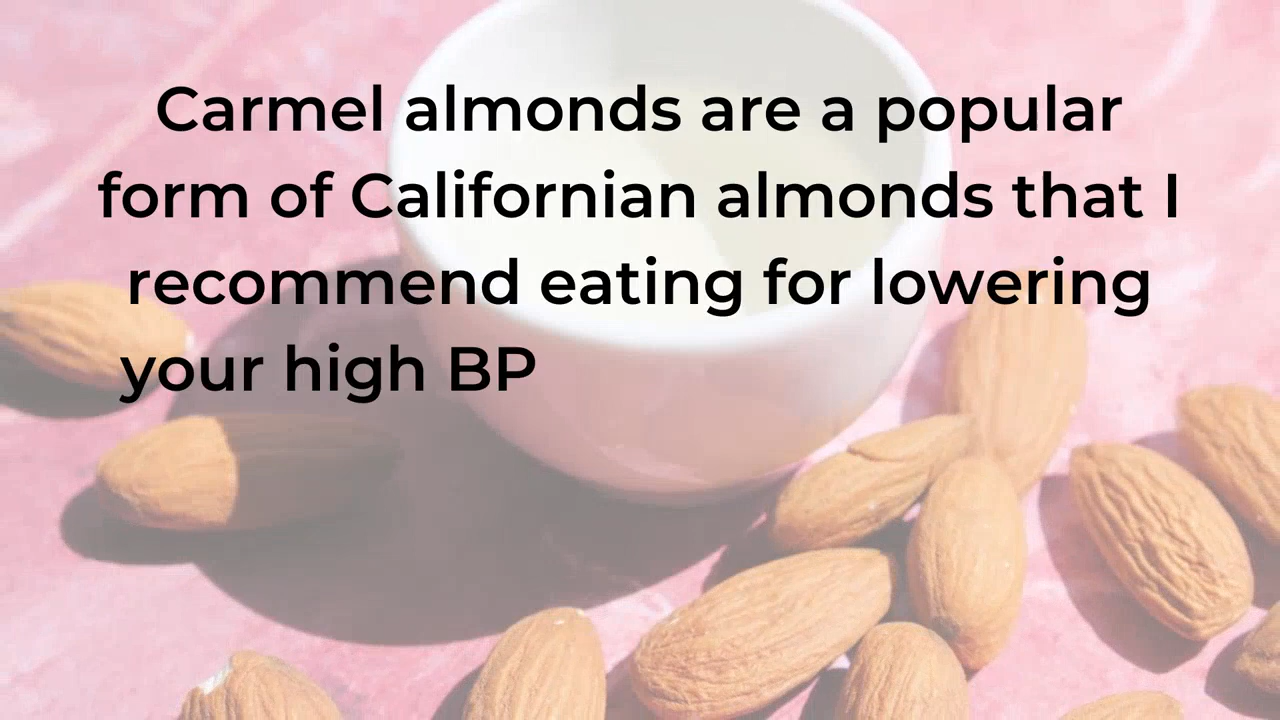 Carmel almonds are a popular
form of Californian almonds that I
recommend eating for lowering
your high BP